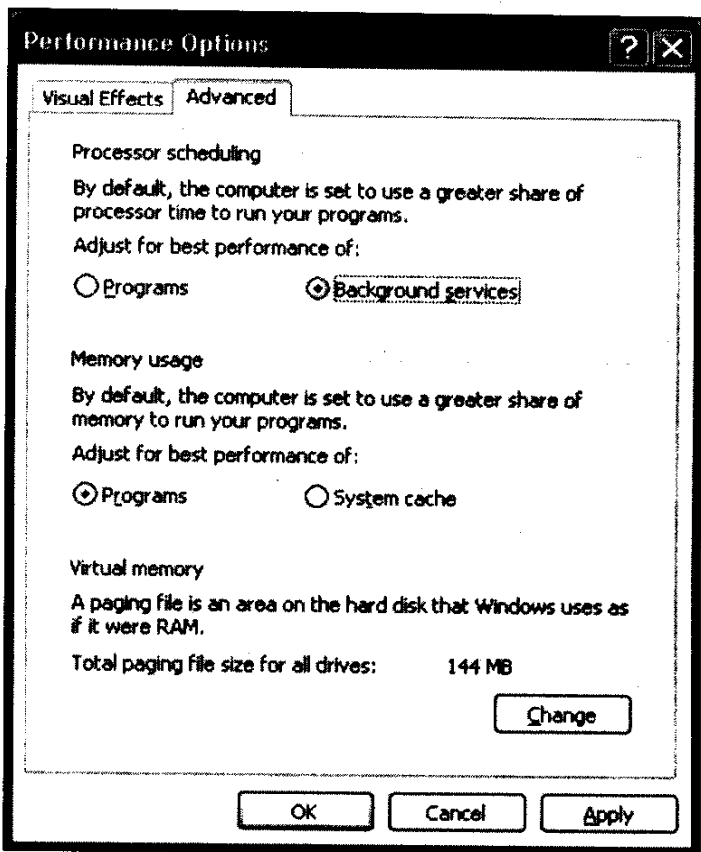 Performance Options
? X
Visual Effects Advanced
Processor scheduling
By default, the computer is set to use a greater share of
processor time to run your programs.
Adjust for best performance of:
Programs Background services
Memory usage
By default, the computer is set to use a greater share of
memory to run your programs.
Adjust for best performance of:
Programs System cache
Virtual memory
A paging file is an area on the hard disk that Windows uses as
if it were RAM.
Total paging file size for all drives: 144 MB
Change
OK Cancel Apply